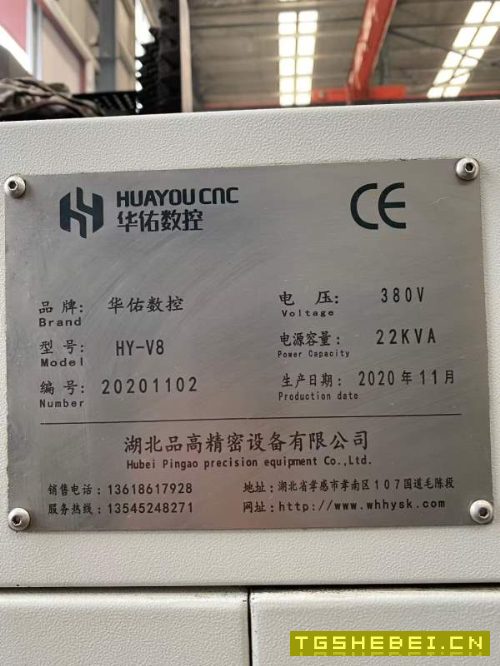 HUAYOU CNC
华佑数控
CE
品牌: 华佑数控
Brand
电压: 380V
Voltage
型号: HY-V8
Model
电源容量: 22KVA
Power Capacity
编号: 20201102
Number
生产日期: 2020年11月
Production date
湖北品高精密设备有限公司
Hubei Pingao precision equipment Co.,Ltd.
销售电话: 13618617928
地址: 湖北省孝感市孝南区107国道毛陈段
服务热线: 13545248271
网址: http://www.whhysk.com
TGSHEBEI.CN